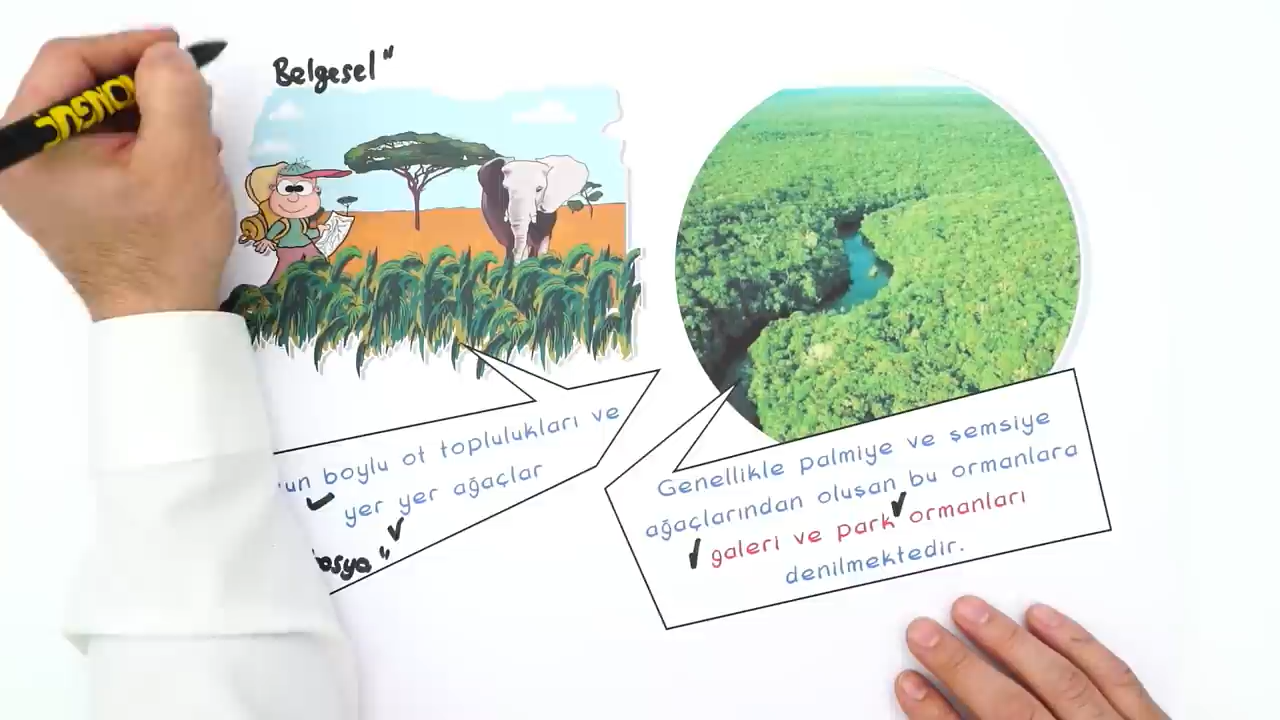 Belgesel"
boylu ot toplulukları ve
yer yer ağaçlar
Genellikle palmiye ve şemsiye
ağaçlarından oluşan bu ormanlara
galeri ve park ormanları
denilmektedir.
TONGUÇ